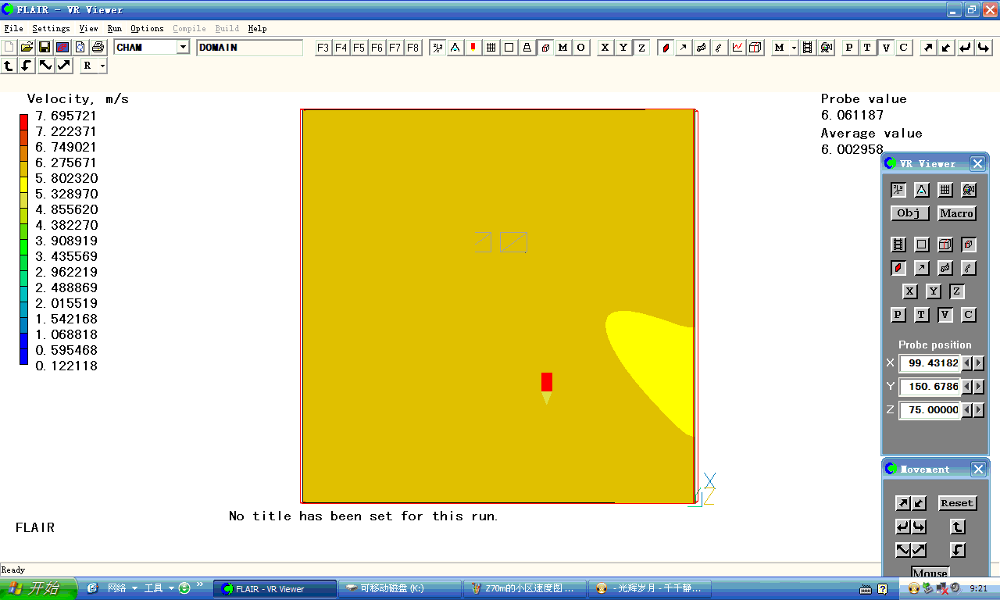 FLAIR - VR Viewer
File Settings View Run Options Compile Build Help
CHAM DOMAIN F3 F4 F5 F6 F7 F8 M O X Y Z M P T V C
R
Velocity, m/s
7.695721
7.222371
6.749021
6.275671
5.802320
5.328970
4.855620
4.382270
3.908919
3.435569
2.962219
2.488869
2.015519
1.542168
1.068818
0.595468
0.122118
Probe value
6.061187
Average value
6.002958
VR Viewer
Obj Macro
X Y Z
P T V C
Probe position
X 99.43182
Y 150.6786
Z 75.00000
Movement
Reset
Mouse
X
Z
No title has been set for this run.
FLAIR
Ready
开始 网络 工具 » FLAIR - VR Viewer 可移动磁盘 (K:) Z70m的小区速度图 ... - 光辉岁月 - 千千静... 9:21